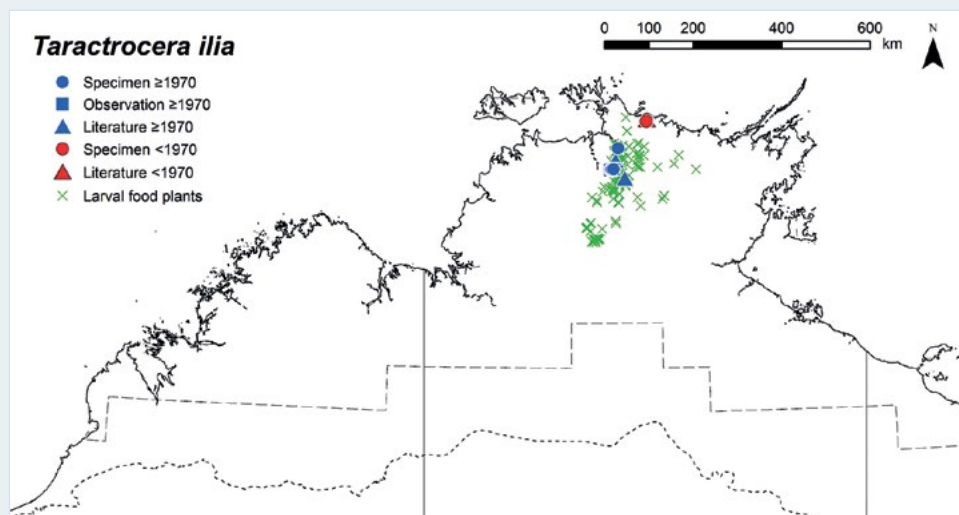 Taractrocera ilia
Specimen ≥1970
Observation ≥1970
Literature ≥1970
Specimen <1970
Literature <1970
Larval food plants
0 100 200 400 600
km
N